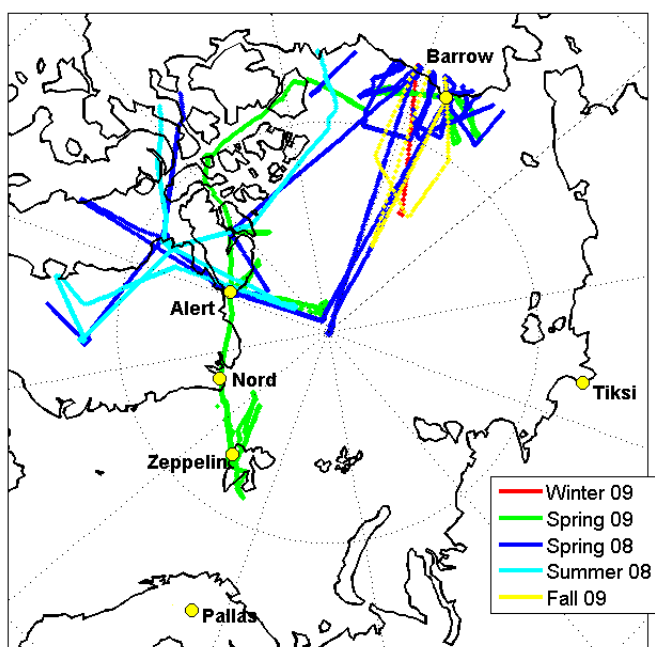 Barrow
Alert
Nord
Tiksi
Zeppelin
Pallas
Winter 09
Spring 09
Spring 08
Summer 08
Fall 09